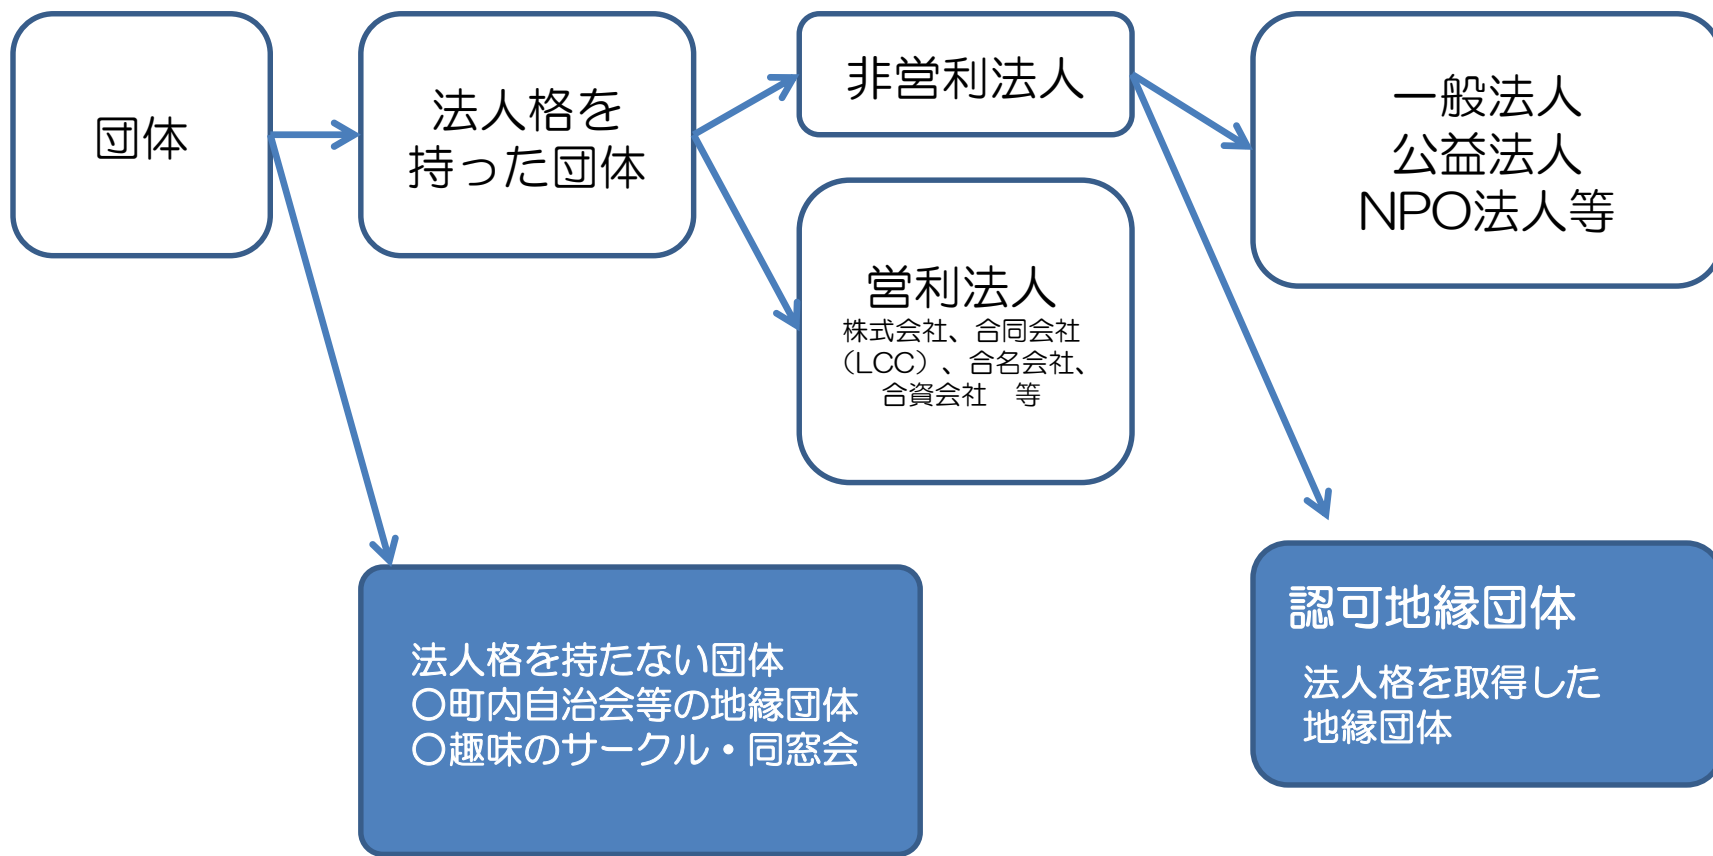 団体
法人格を
持った団体
非営利法人
営利法人
株式会社、合同会社
（LCC）、合名会社、
合資会社　等
一般法人
公益法人
NPO法人等
法人格を持たない団体
〇町内自治会等の地縁団体
〇趣味のサークル・同窓会
認可地縁団体
法人格を取得した
地縁団体